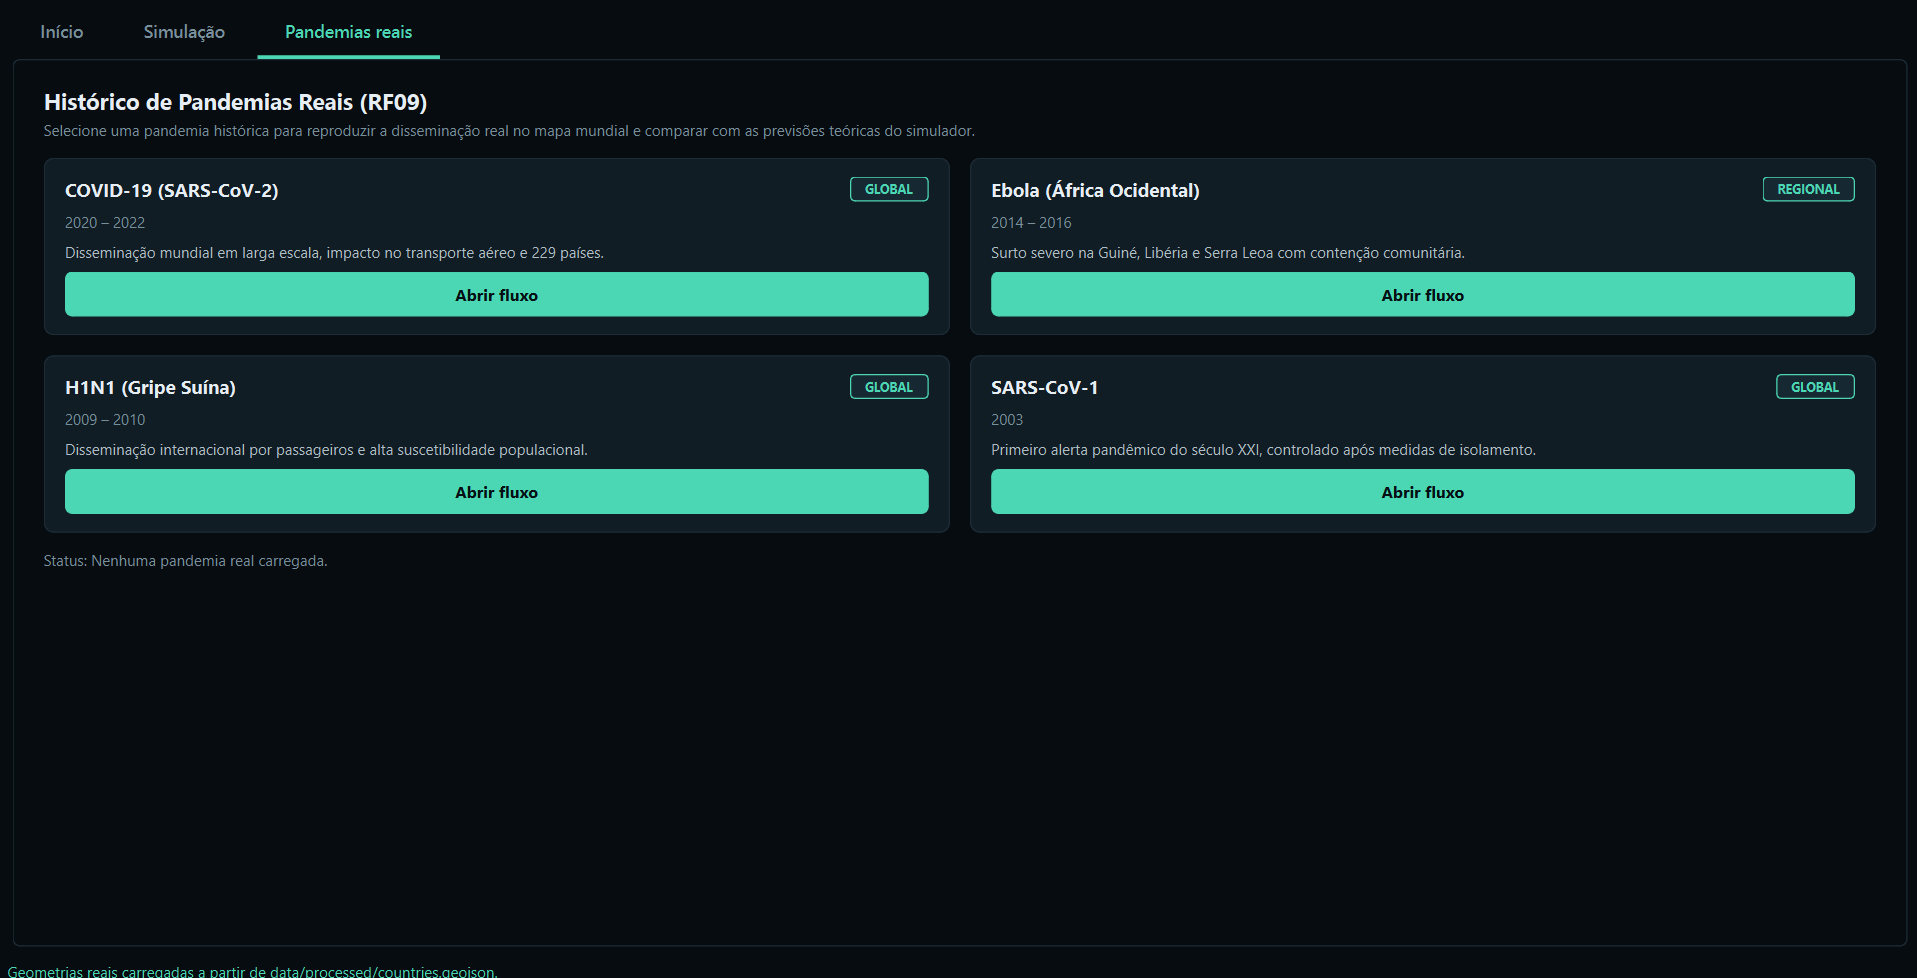 Início Simulação Pandemias reais
Histórico de Pandemias Reais (RF09)
Selecione uma pandemia histórica para reproduzir a disseminação real no mapa mundial e comparar com as previsões teóricas do simulador.
COVID-19 (SARS-CoV-2) GLOBAL
2020 – 2022
Disseminação mundial em larga escala, impacto no transporte aéreo e 229 países.
Abrir fluxo
Ebola (África Ocidental) REGIONAL
2014 – 2016
Surto severo na Guiné, Libéria e Serra Leoa com contenção comunitária.
Abrir fluxo
H1N1 (Gripe Suína) GLOBAL
2009 – 2010
Disseminação internacional por passageiros e alta suscetibilidade populacional.
Abrir fluxo
SARS-CoV-1 GLOBAL
2003
Primeiro alerta pandêmico do século XXI, controlado após medidas de isolamento.
Abrir fluxo
Status: Nenhuma pandemia real carregada.
Geometrias reais carregadas a partir de data/processed/countries.geojson.